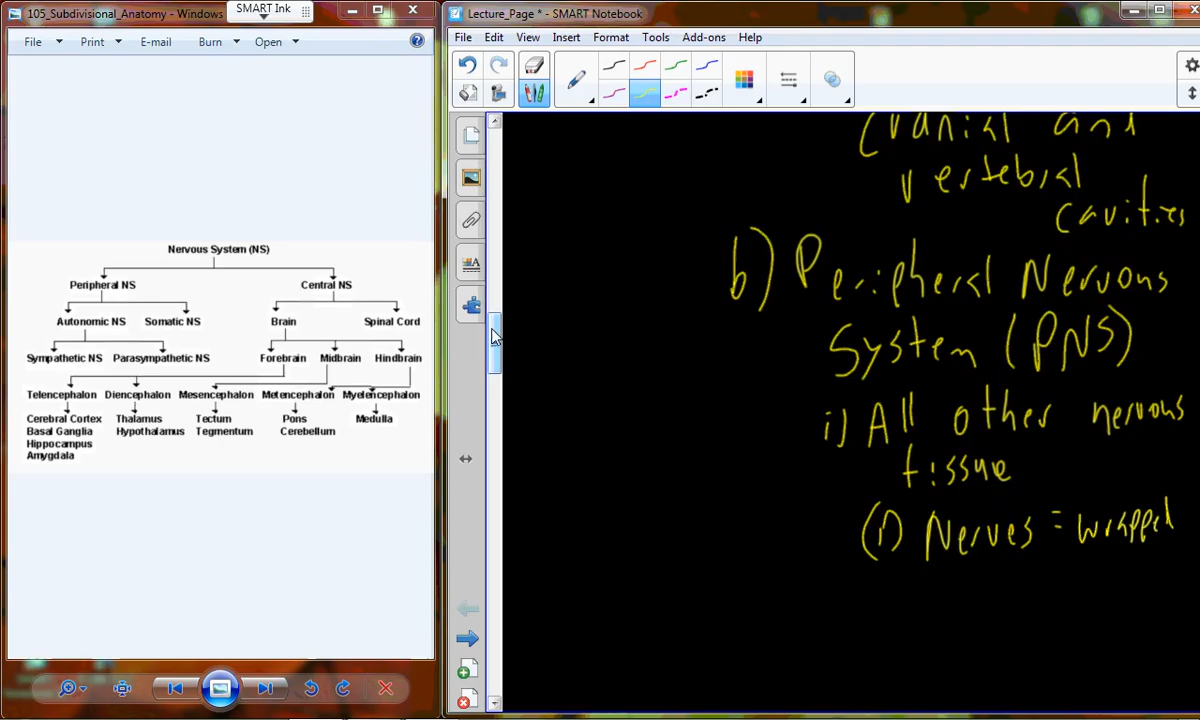 105_Subdivisional_Anatomy - Windows
SMART Ink
File Print E-mail Burn Open
Nervous System (NS)
Peripheral NS Central NS
Autonomic NS Somatic NS Brain Spinal Cord
Sympathetic NS Parasympathetic NS Forebrain Midbrain Hindbrain
Telencephalon Diencephalon Mesencephalon Metencephalon Myelencephalon
Cerebral Cortex Thalamus Tectum Pons Medulla
Basal Ganglia Hypothalamus Tegmentum Cerebellum
Hippocampus
Amygdala
Lecture_Page * - SMART Notebook
File Edit View Insert Format Tools Add-ons Help
Cranial and
vertebral
cavities
b) Peripheral Nervous
System (PNS)
i) All other nervous
tissue
(1) Nerves = wrapped